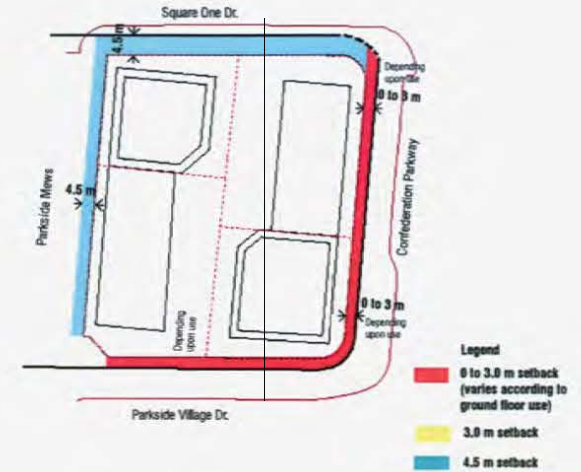 Square One Dr.
4.5 m
Depending
upon use
0 to 3 m
Parkside Mews
4.5 m
Confederation Parkway
0 to 3 m
Depending
upon use
Depending
upon use
Parkside Village Dr.
Legend
0 to 3.0 m setback
(varies according to
ground floor use)
3.0 m setback
4.5 m setback